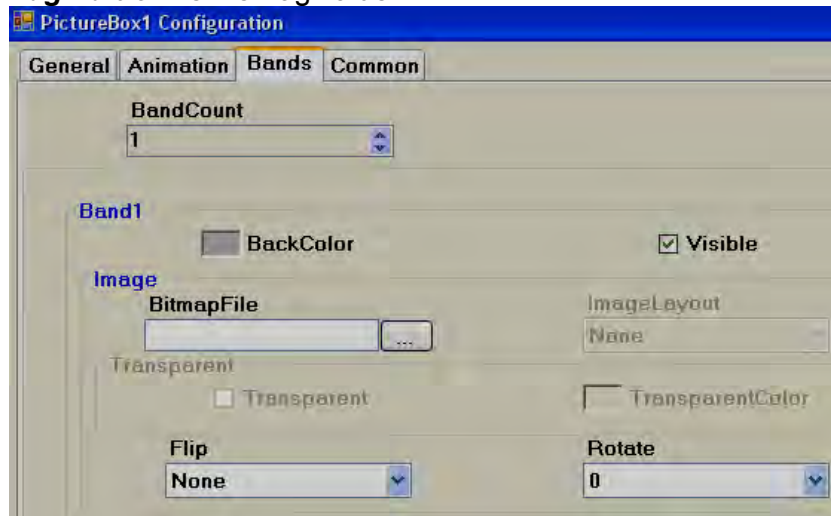 PictureBox1 Configuration
General Animation Bands Common
BandCount
1
Band1
BackColor Visible
Image
BitmapFile ImageLayout
... None
Transparent
Transparent TransparentColor
Flip Rotate
None 0